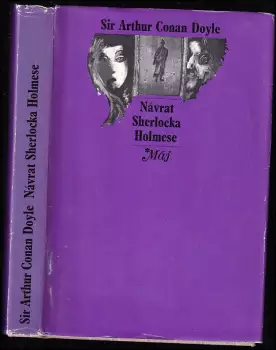 Sir Arthur Conan Doyle
Návrat
Sherlocka
Holmese
Máj
Sir Arthur Conan Doyle Návrat Sherlocka Holmese